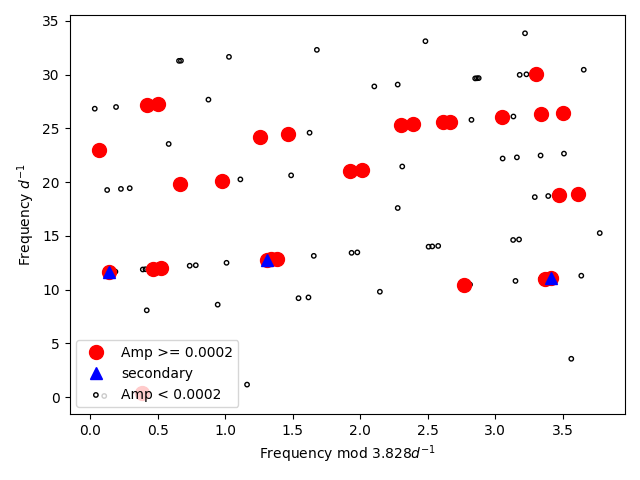 35
30
25
20
15
10
5
0
Frequency $d^{-1}$
Amp >= 0.0002
secondary
Amp < 0.0002
0.0 0.5 1.0 1.5 2.0 2.5 3.0 3.5
Frequency mod 3.828$d^{-1}$